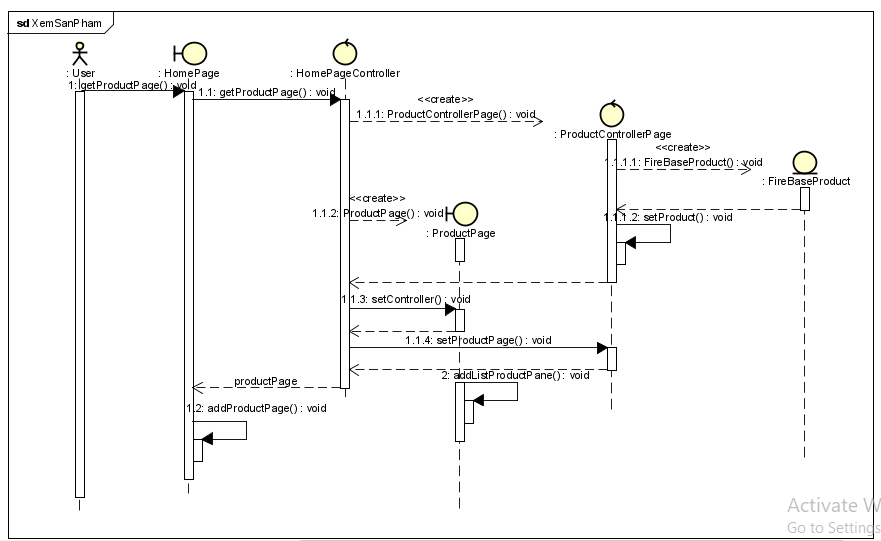 sd XemSanPham
: User
: HomePage
: HomePageController
1: getProductPage() : void
1.1: getProductPage() : void
<<create>>
1.1.1: ProductControllerPage() : void
: ProductControllerPage
<<create>>
1.1.1.1: FireBaseProduct() : void
: FireBaseProduct
<<create>>
1.1.2: ProductPage() : void
1.1.1.2: setProduct() : void
: ProductPage
1.1.3: setController() : void
1.1.4: setProductPage() : void
productPage
2: addListProductPane() : void
1.2: addProductPage() : void
Activate W
Go to Settings